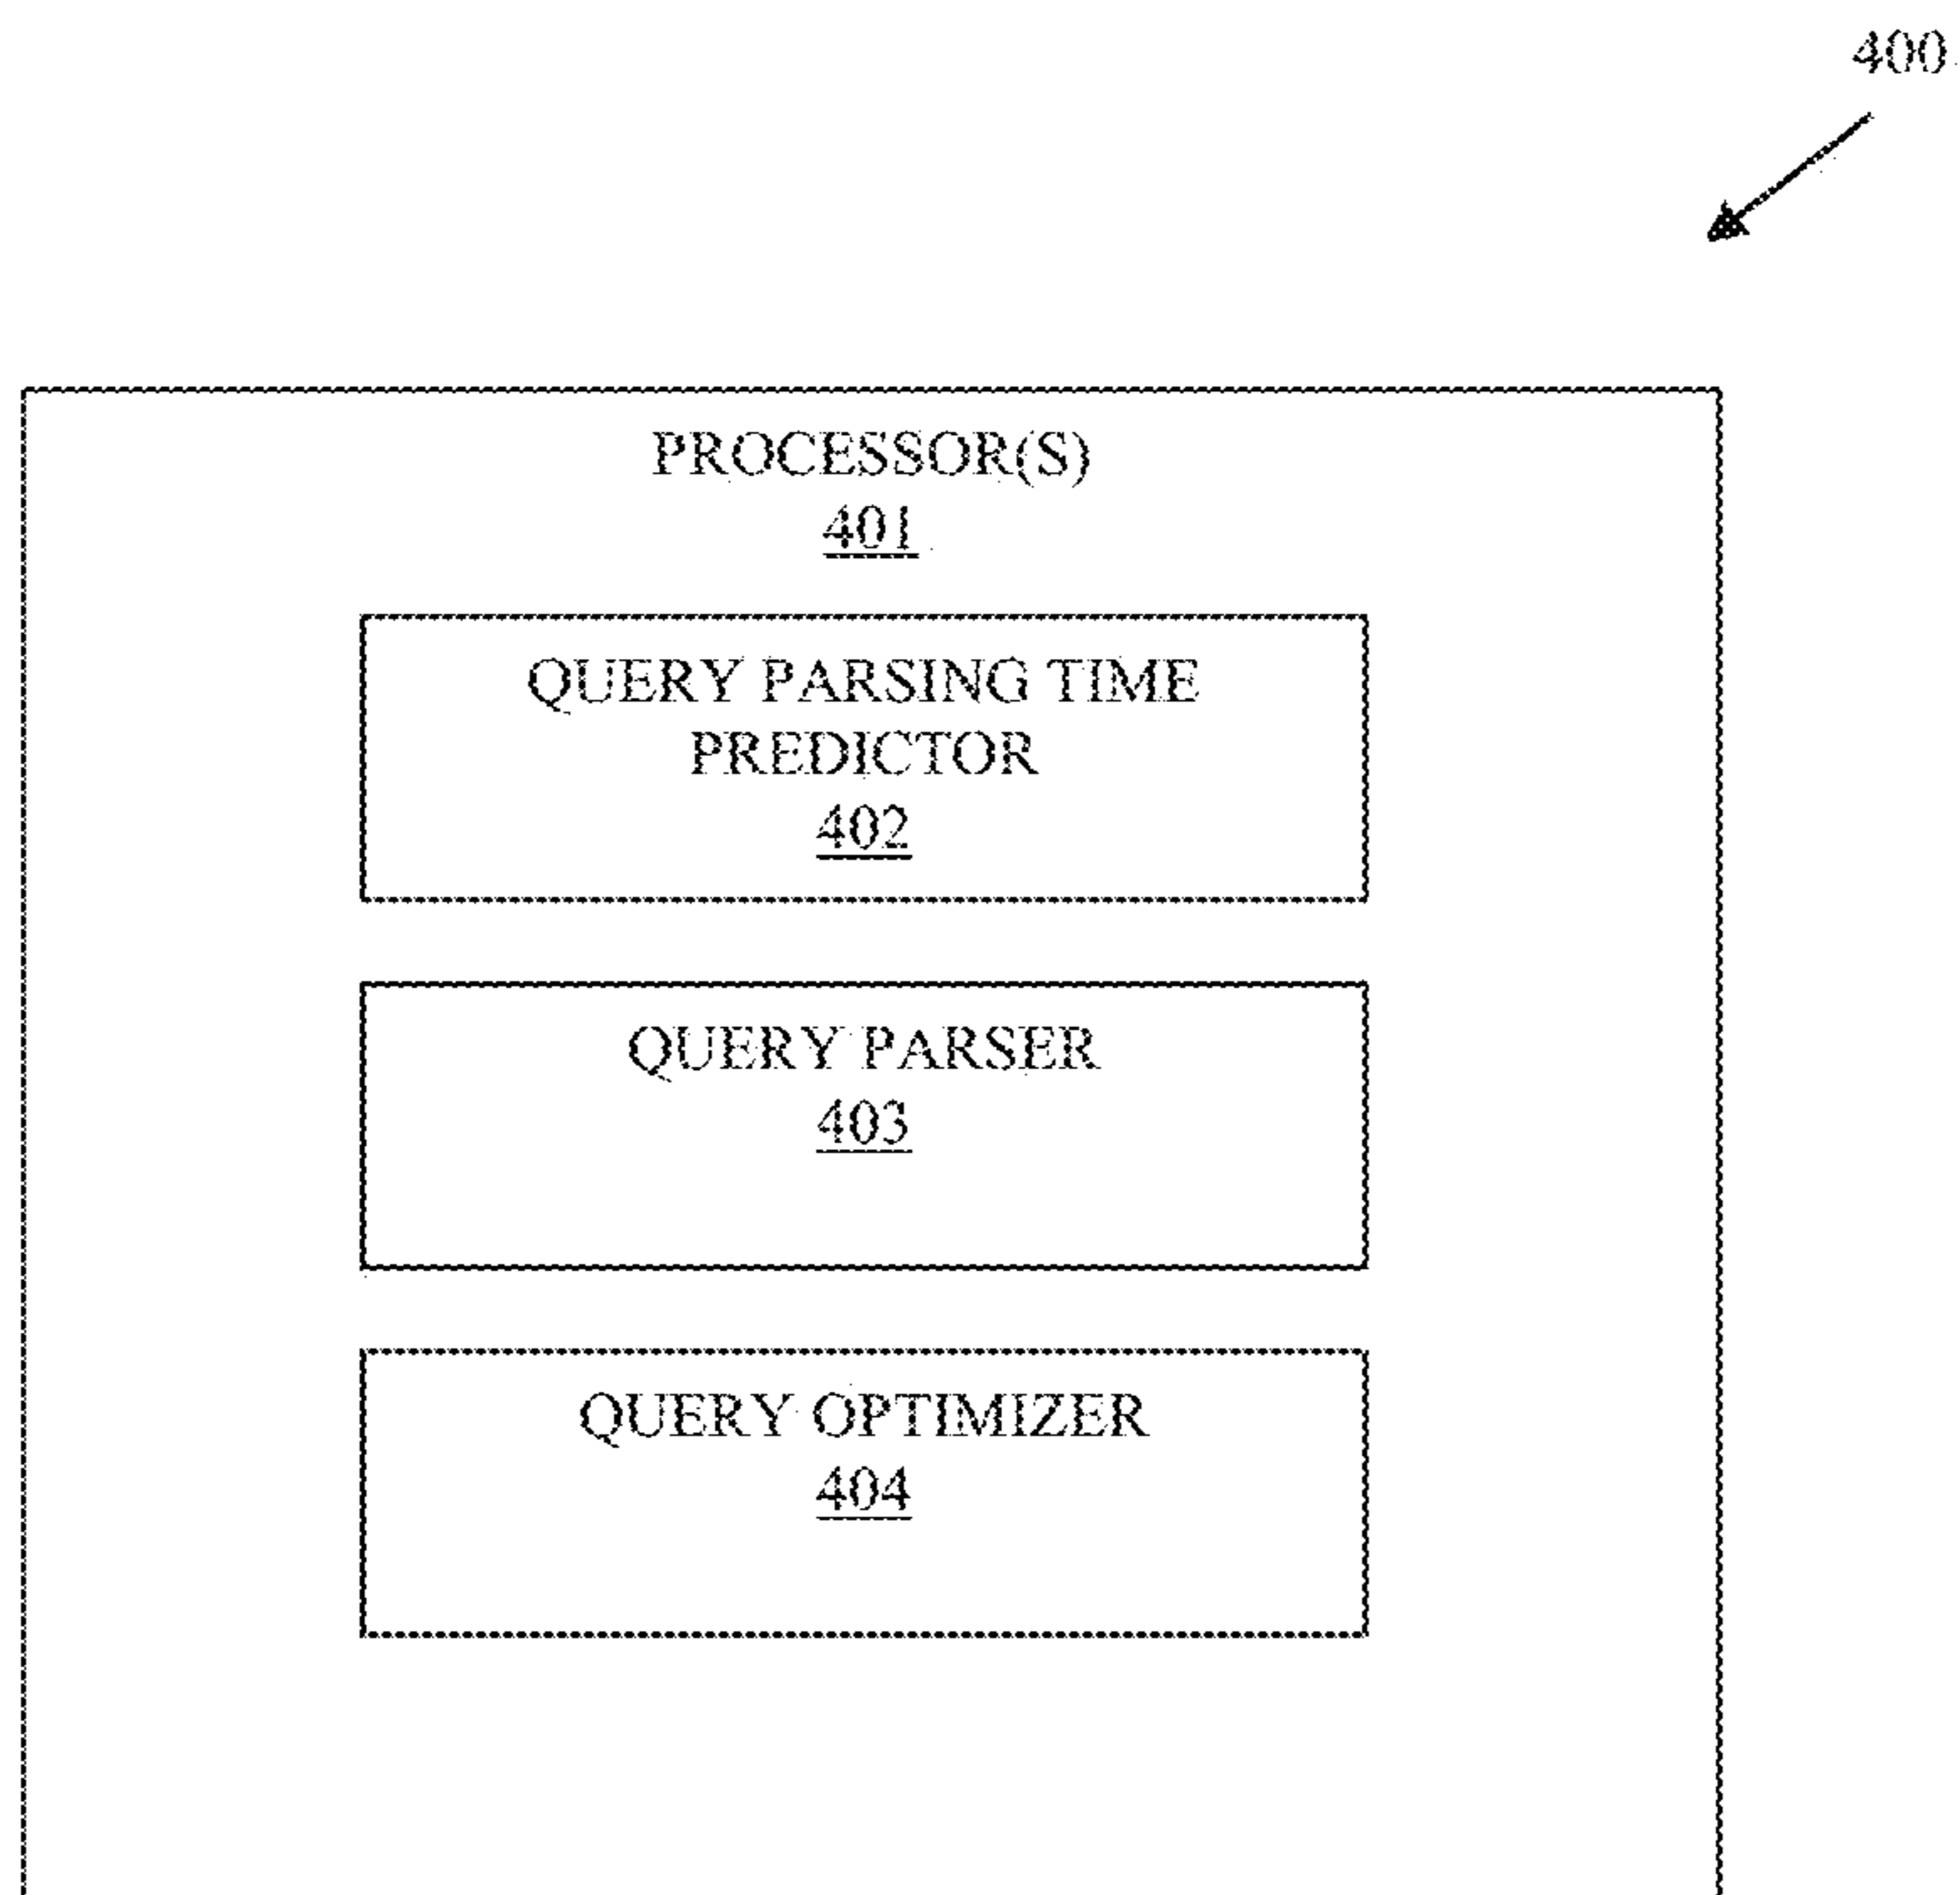 400
PROCESSOR(S)
401
QUERY PARSING TIME
PREDICTOR
402
QUERY PARSER
403
QUERY OPTIMIZER
404